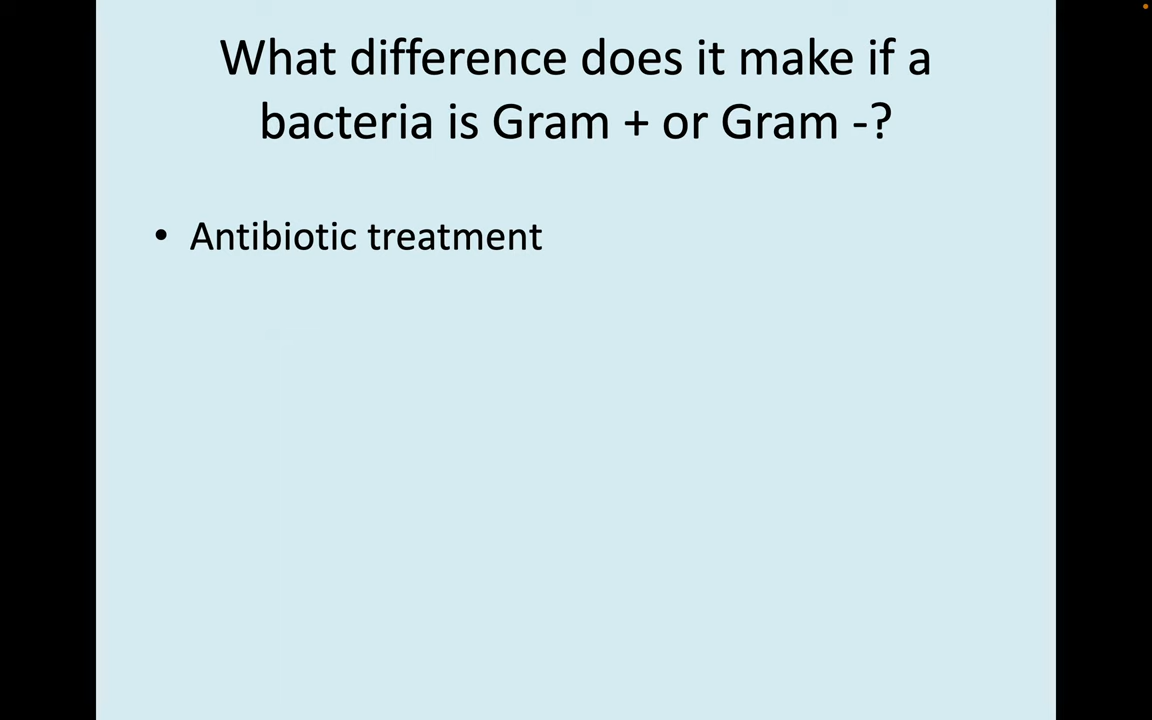 What difference does it make if a
bacteria is Gram + or Gram -?
• Antibiotic treatment